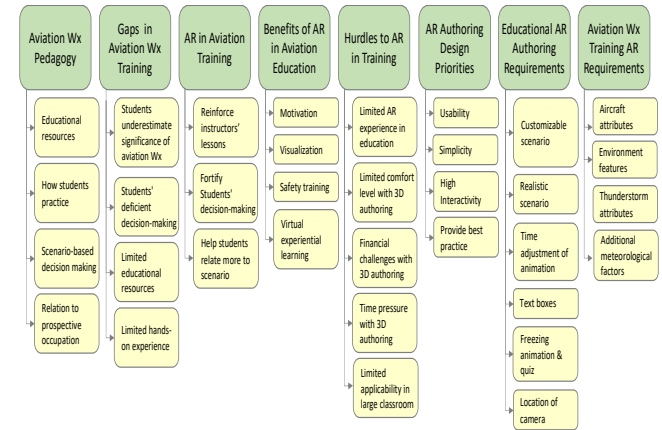 Aviation Wx
Pedagogy
Educational
resources
How students
practice
Scenario-based
decision making
Relation to
prospective
occupation
Gaps in
Aviation Wx
Training
Students
underestimate
significance of
aviation Wx
Students'
deficient
decision-making
Limited
educational
resources
Limited hands-
on experience
AR in Aviation
Training
Reinforce
instructors'
lessons
Fortify
Students'
decision-making
Help students
relate more to
scenario
Benefits of AR
in Aviation
Education
Motivation
Visualization
Safety training
Virtual
experiential
learning
Hurdles to AR
in Training
Limited AR
experience in
education
Limited comfort
level with 3D
authoring
Financial
challenges with
3D authoring
Time pressure
with 3D
authoring
Limited
applicability in
large classroom
AR Authoring
Design
Priorities
Usability
Simplicity
High
Interactivity
Provide best
practice
Educational AR
Authoring
Requirements
Customizable
scenario
Realistic
scenario
Time
adjustment of
animation
Text boxes
Freezing
animation &
quiz
Location of
camera
Aviation Wx
Training AR
Requirements
Aircraft
attributes
Environment
features
Thunderstorm
attributes
Additional
meteorological
factors